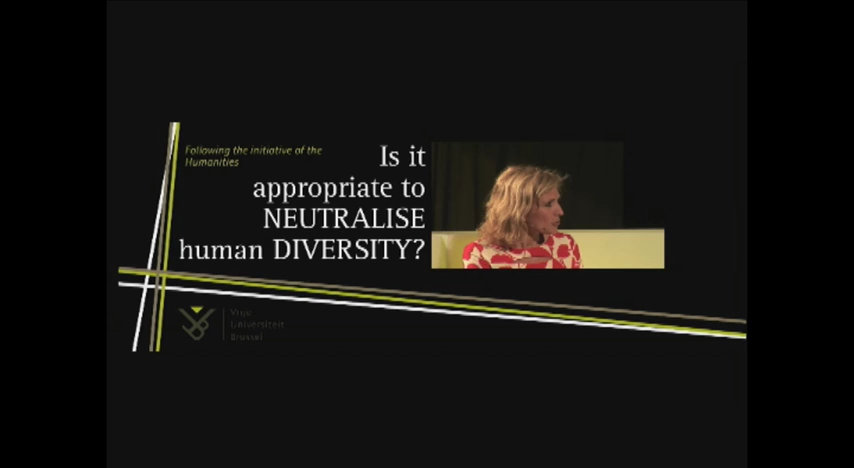 Following the initiative of the
Humanities
Is it
appropriate to
NEUTRALISE
human DIVERSITY?
Vrije
Universiteit
Brussel